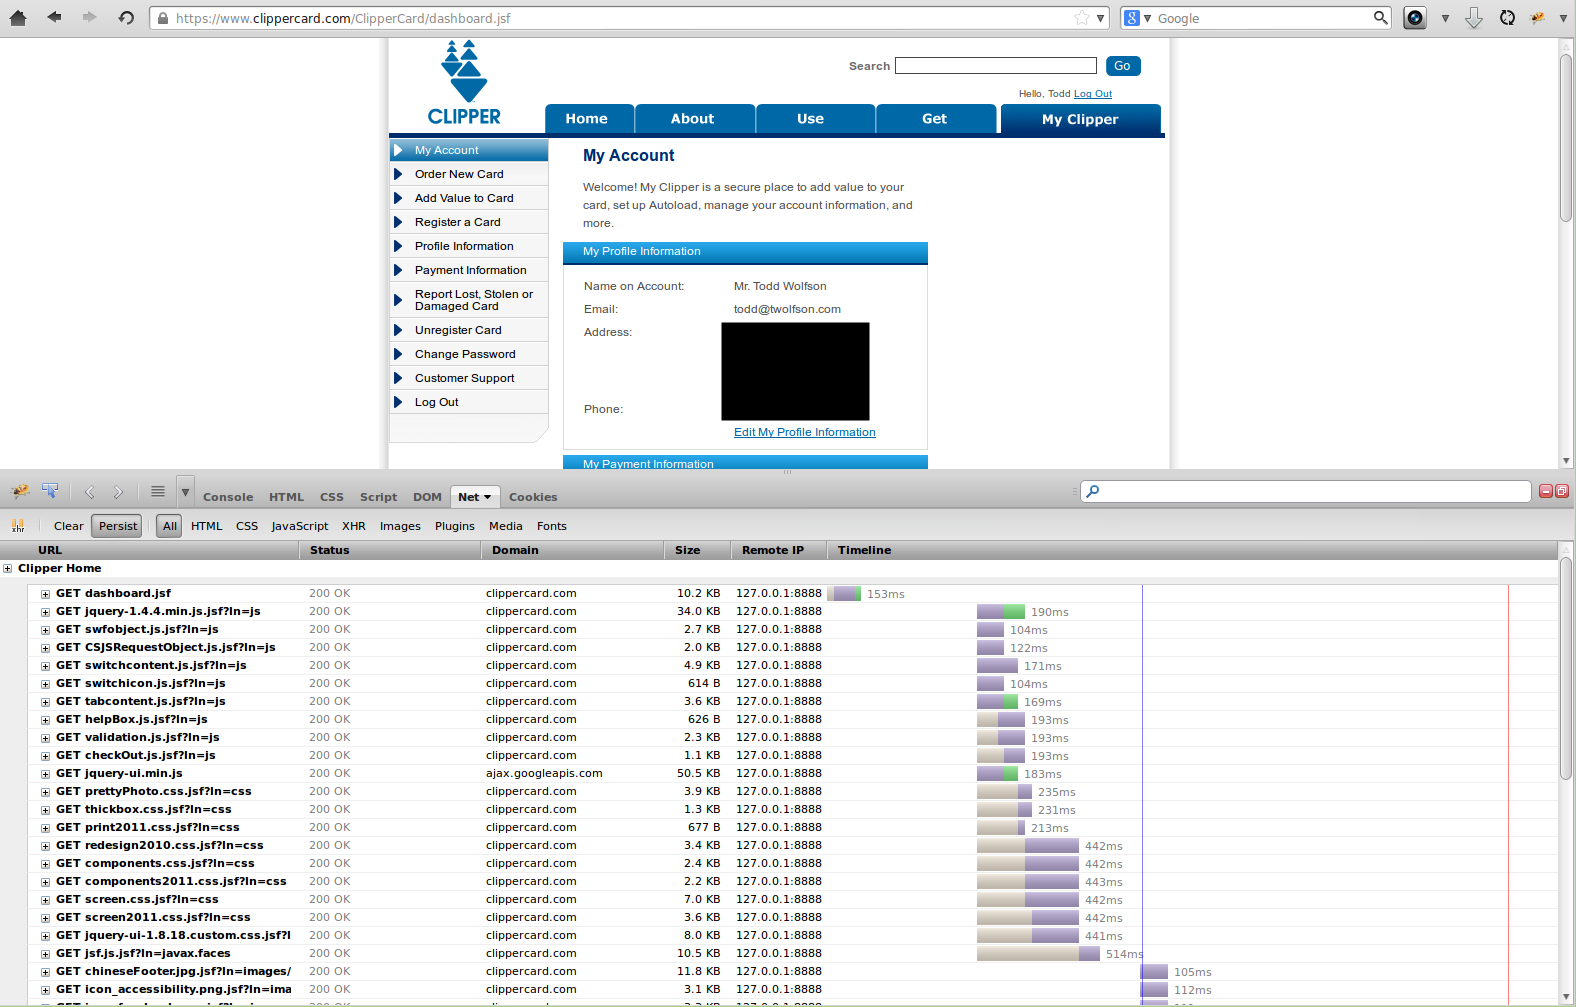 https://www.clippercard.com/ClipperCard/dashboard.jsf
8 Google
CLIPPER
Search Go
Hello, Todd Log Out
Home About Use Get My Clipper
My Account
Order New Card
Add Value to Card
Register a Card
Profile Information
Payment Information
Report Lost, Stolen or
Damaged Card
Unregister Card
Change Password
Customer Support
Log Out
My Account
Welcome! My Clipper is a secure place to add value to your
card, set up Autoload, manage your account information, and
more.
My Profile Information
Name on Account: Mr. Todd Wolfson
Email: todd@twolfson.com
Address:
Phone:
Edit My Profile Information
My Payment Information
Console HTML CSS Script DOM Net Cookies
xhr Clear Persist All HTML CSS JavaScript XHR Images Plugins Media Fonts
URL Status Domain Size Remote IP Timeline
Clipper Home
GET dashboard.jsf 200 OK clippercard.com 10.2 KB 127.0.0.1:8888 153ms
GET jquery-1.4.4.min.js.jsf?ln=js 200 OK clippercard.com 34.0 KB 127.0.0.1:8888 190ms
GET swfobject.js.jsf?ln=js 200 OK clippercard.com 2.7 KB 127.0.0.1:8888 104ms
GET CSJSRequestObject.js.jsf?ln=js 200 OK clippercard.com 2.0 KB 127.0.0.1:8888 122ms
GET switchcontent.js.jsf?ln=js 200 OK clippercard.com 4.9 KB 127.0.0.1:8888 171ms
GET switchicon.js.jsf?ln=js 200 OK clippercard.com 614 B 127.0.0.1:8888 104ms
GET tabcontent.js.jsf?ln=js 200 OK clippercard.com 3.6 KB 127.0.0.1:8888 169ms
GET helpBox.js.jsf?ln=js 200 OK clippercard.com 626 B 127.0.0.1:8888 193ms
GET validation.js.jsf?ln=js 200 OK clippercard.com 2.3 KB 127.0.0.1:8888 193ms
GET checkOut.js.jsf?ln=js 200 OK clippercard.com 1.1 KB 127.0.0.1:8888 193ms
GET jquery-ui.min.js 200 OK ajax.googleapis.com 50.5 KB 127.0.0.1:8888 183ms
GET prettyPhoto.css.jsf?ln=css 200 OK clippercard.com 3.9 KB 127.0.0.1:8888 235ms
GET thickbox.css.jsf?ln=css 200 OK clippercard.com 1.3 KB 127.0.0.1:8888 231ms
GET print2011.css.jsf?ln=css 200 OK clippercard.com 677 B 127.0.0.1:8888 213ms
GET redesign2010.css.jsf?ln=css 200 OK clippercard.com 3.4 KB 127.0.0.1:8888 442ms
GET components.css.jsf?ln=css 200 OK clippercard.com 2.4 KB 127.0.0.1:8888 442ms
GET components2011.css.jsf?ln=css 200 OK clippercard.com 2.2 KB 127.0.0.1:8888 443ms
GET screen.css.jsf?ln=css 200 OK clippercard.com 7.0 KB 127.0.0.1:8888 442ms
GET screen2011.css.jsf?ln=css 200 OK clippercard.com 3.6 KB 127.0.0.1:8888 442ms
GET jquery-ui-1.8.18.custom.css.jsf?l 200 OK clippercard.com 8.0 KB 127.0.0.1:8888 441ms
GET jsf.js.jsf?ln=javax.faces 200 OK clippercard.com 10.5 KB 127.0.0.1:8888 514ms
GET chineseFooter.jpg.jsf?ln=images/ 200 OK clippercard.com 11.8 KB 127.0.0.1:8888 105ms
GET icon_accessibility.png.jsf?ln=ima 200 OK clippercard.com 3.1 KB 127.0.0.1:8888 112ms